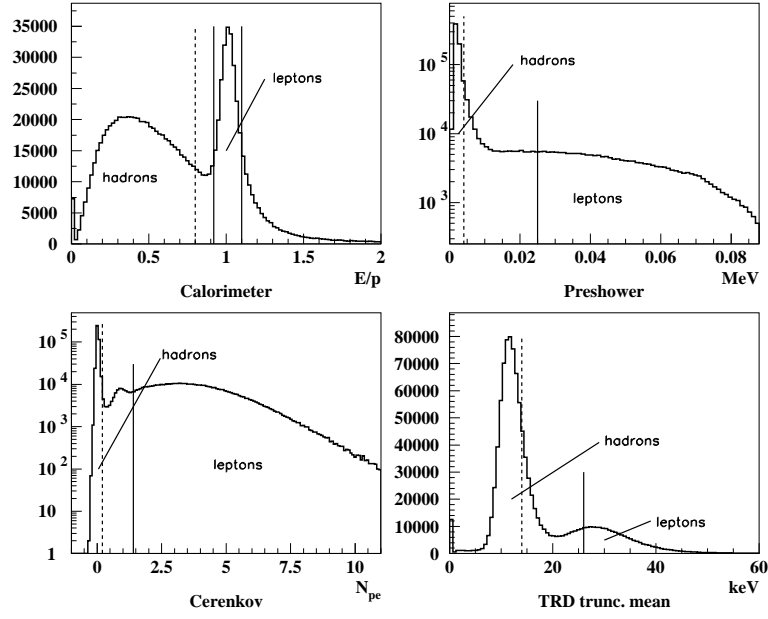 35000
30000
25000
20000
15000
10000
5000
0
hadrons
leptons
0 0.5 1 1.5 2
E/p
Calorimeter
10^5
10^4
10^3
hadrons
leptons
0 0.02 0.04 0.06 0.08
MeV
Preshower
10^5
10^4
10^3
10^2
10
1
hadrons
leptons
0 2.5 5 7.5 10
N_pe
Cerenkov
80000
70000
60000
50000
40000
30000
20000
10000
0
hadrons
leptons
0 20 40 60
keV
TRD trunc. mean